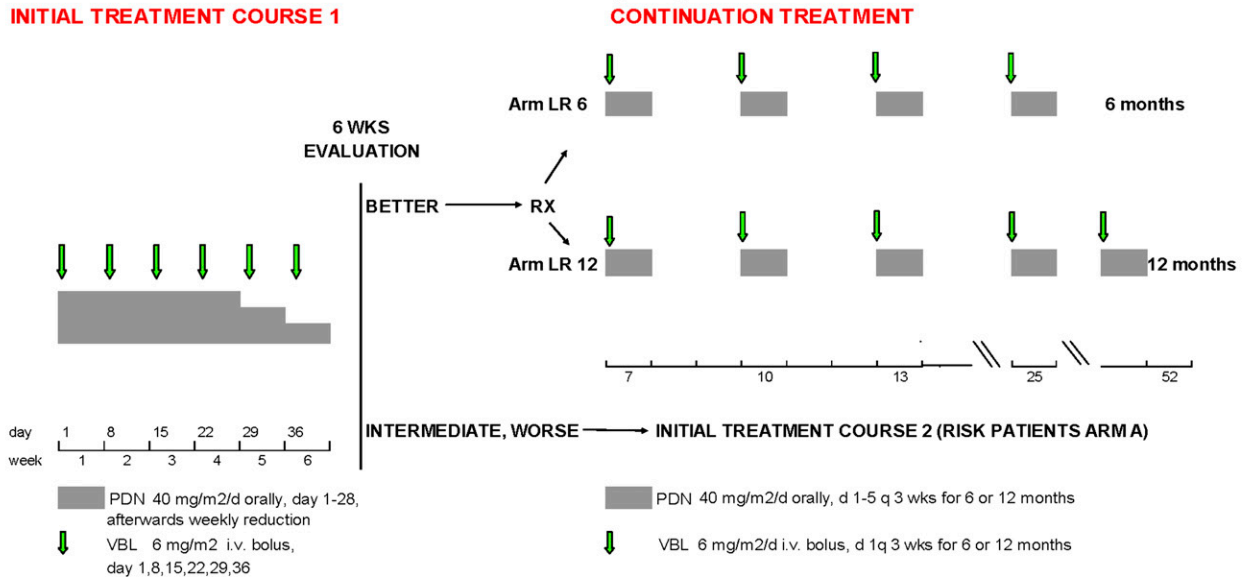 INITIAL TREATMENT COURSE 1
CONTINUATION TREATMENT
Arm LR 6
6 months
6 WKS
EVALUATION
BETTER
RX
Arm LR 12
12 months
7 10 13 25 52
INTERMEDIATE, WORSE
INITIAL TREATMENT COURSE 2 (RISK PATIENTS ARM A)
day 1 8 15 22 29 36
week 1 2 3 4 5 6
PDN 40 mg/m2/d orally, day 1-28,
afterwards weekly reduction
VBL 6 mg/m2 i.v. bolus,
day 1,8,15,22,29,36
PDN 40 mg/m2/d orally, d 1-5 q 3 wks for 6 or 12 months
VBL 6 mg/m2/d i.v. bolus, d 1q 3 wks for 6 or 12 months